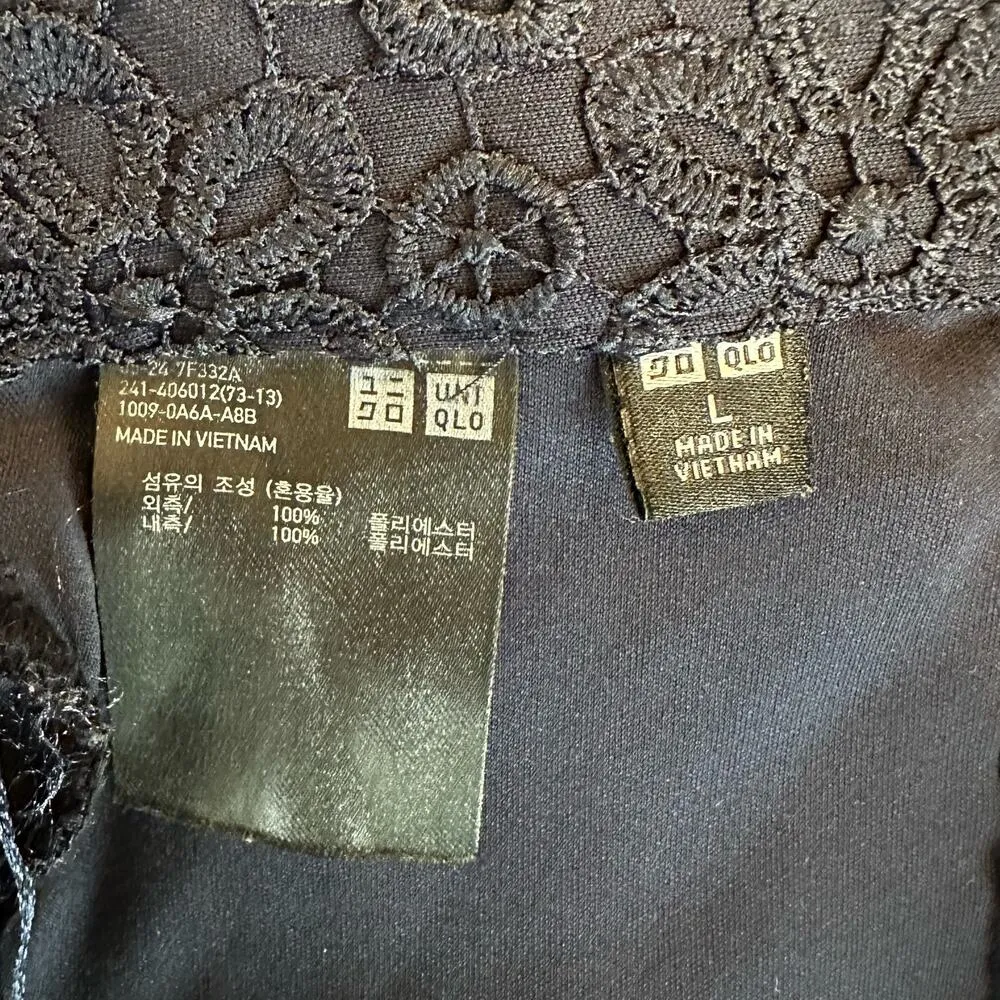 24 7F332A
241-406012(73-13)
1009-0A6A-A8B
MADE IN VIETNAM
ユニ
クロ
UNI
QLO
섬유의 조성 (혼용율)
외측/ 100% 폴리에스터
내측/ 100% 폴리에스터
クロ QLO
L
MADE IN
VIETNAM